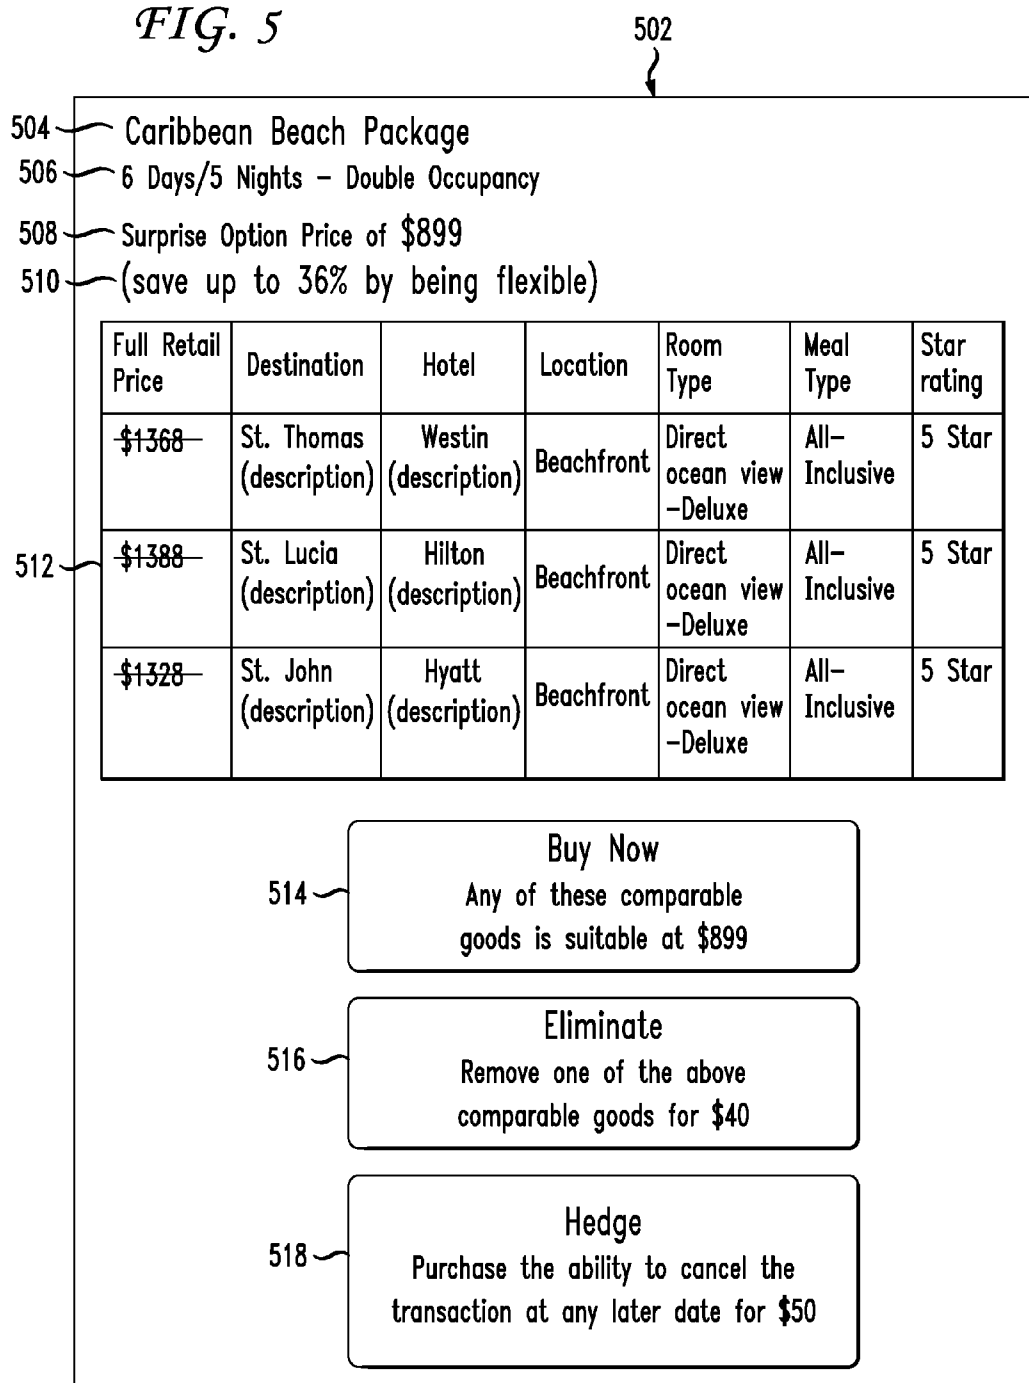 FIG. 5
502
504 Caribbean Beach Package
506 6 Days/5 Nights – Double Occupancy
508 Surprise Option Price of $899
510 (save up to 36% by being flexible)
Full Retail Price
Destination
Hotel
Location
Room Type
Meal Type
Star rating
$1368
St. Thomas (description)
Westin (description)
Beachfront
Direct ocean view –Deluxe
All– Inclusive
5 Star
512
$1388
St. Lucia (description)
Hilton (description)
Beachfront
Direct ocean view –Deluxe
All– Inclusive
5 Star
$1328
St. John (description)
Hyatt (description)
Beachfront
Direct ocean view –Deluxe
All– Inclusive
5 Star
514
Buy Now
Any of these comparable
goods is suitable at $899
516
Eliminate
Remove one of the above
comparable goods for $40
518
Hedge
Purchase the ability to cancel the
transaction at any later date for $50